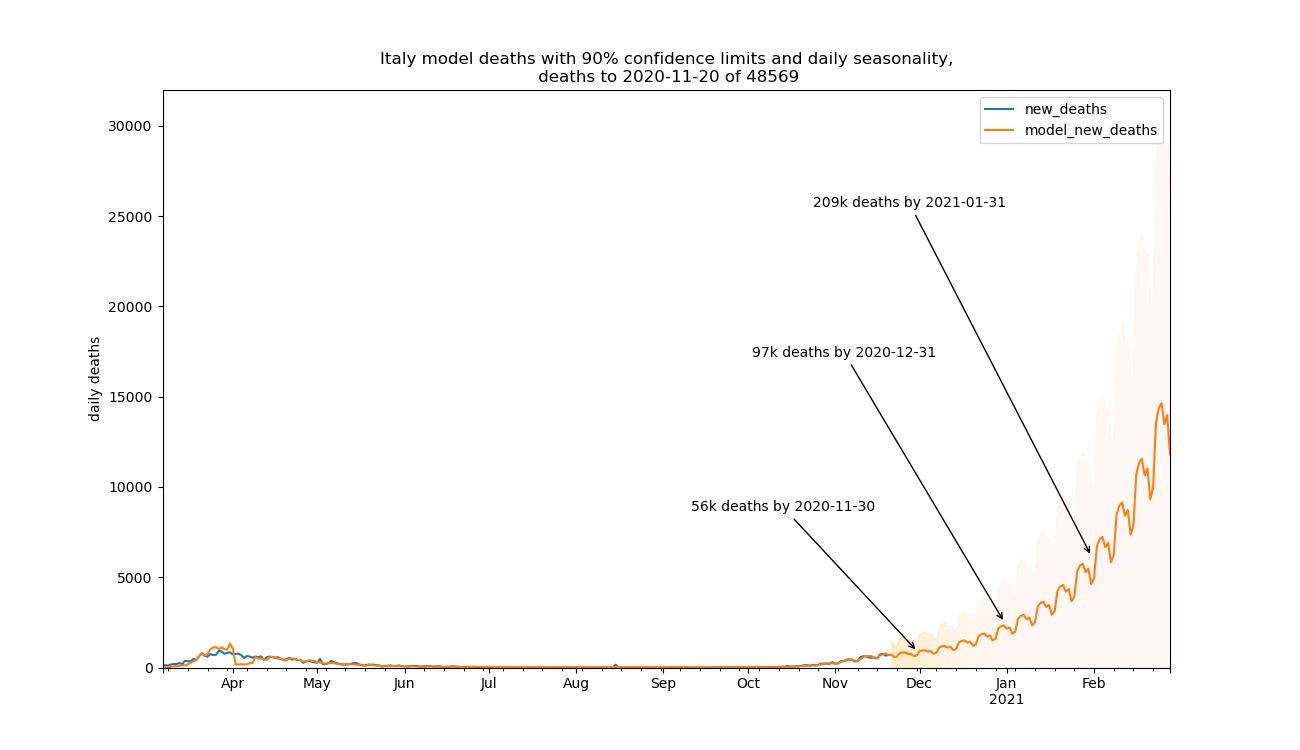 Italy model deaths with 90% confidence limits and daily seasonality,
deaths to 2020-11-20 of 48569
new_deaths
model_new_deaths
30000
25000
20000
15000
10000
5000
0
daily deaths
209k deaths by 2021-01-31
97k deaths by 2020-12-31
56k deaths by 2020-11-30
Apr May Jun Jul Aug Sep Oct Nov Dec Jan Feb
2021